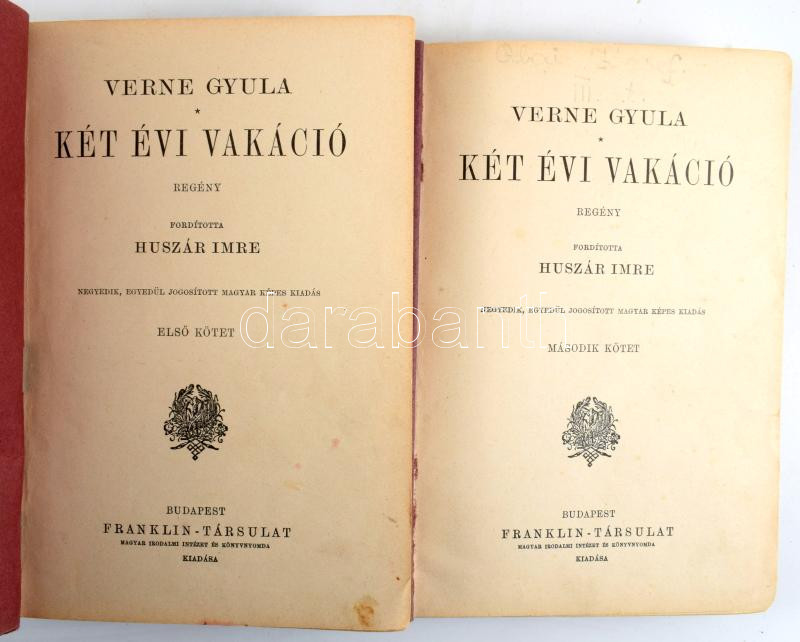 VERNE GYULA
*
KÉT ÉVI VAKÁCIÓ
REGÉNY
FORDÍTOTTA
HUSZÁR IMRE
NEGYEDIK, EGYEDÜL JOGOSÍTOTT MAGYAR KÉPES KIADÁS
ELSŐ KÖTET
BUDAPEST
FRANKLIN-TÁRSULAT
MAGYAR IRODALMI INTÉZET ÉS KÖNYVNYOMDA
KIADÁSA
VERNE GYULA
*
KÉT ÉVI VAKÁCIÓ
REGÉNY
FORDÍTOTTA
HUSZÁR IMRE
NEGYEDIK, EGYEDÜL JOGOSÍTOTT MAGYAR KÉPES KIADÁS
MÁSODIK KÖTET
BUDAPEST
FRANKLIN-TÁRSULAT
MAGYAR IRODALMI INTÉZET ÉS KÖNYVNYOMDA
KIADÁSA
darabanth